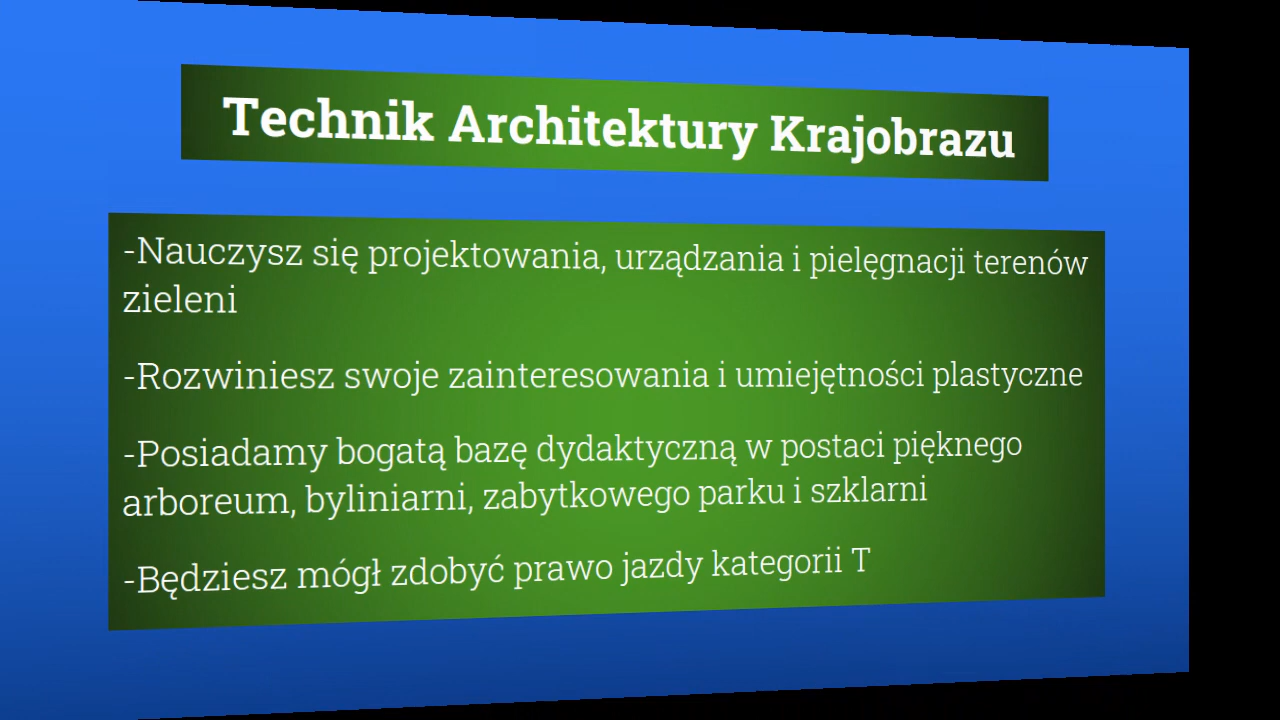 Technik Architektury Krajobrazu
-Nauczysz się projektowania, urządzania i pielęgnacji terenów
zieleni
-Rozwiniesz swoje zainteresowania i umiejętności plastyczne
-Posiadamy bogatą bazę dydaktyczną w postaci pięknego
arboreum, byliniarni, zabytkowego parku i szklarni
-Będziesz mógł zdobyć prawo jazdy kategorii T